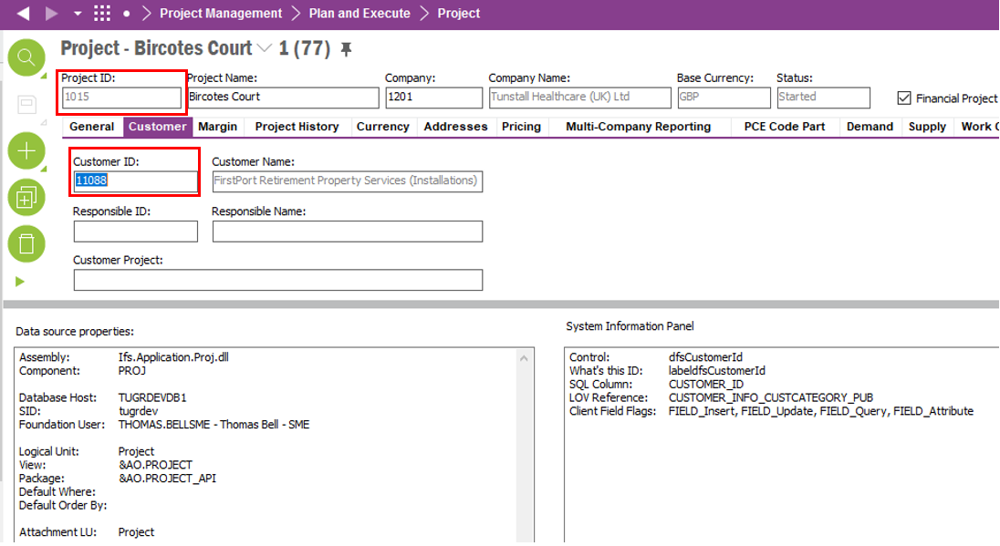 Project Management Plan and Execute Project
Project - Bircotes Court 1 (77)
Project ID: Project Name: Company: Company Name: Base Currency: Status:
1015 Bircotes Court 1201 Tunstall Healthcare (UK) Ltd GBP Started Financial Project
General Customer Margin Project History Currency Addresses Pricing Multi-Company Reporting PCE Code Part Demand Supply Work C
Customer ID: Customer Name:
11088 FirstPort Retirement Property Services (Installations)
Responsible ID: Responsible Name:
Customer Project:
Data source properties:
Assembly: Ifs.Application.Proj.dll
Component: PROJ
Database Host: TUGRDEVDB1
SID: tugrdev
Foundation User: THOMAS.BELLSME - Thomas Bell - SME
Logical Unit: Project
View: &AO.PROJECT
Package: &AO.PROJECT_API
Default Where:
Default Order By:
Attachment LU: Project
System Information Panel
Control: dfsCustomerId
What's this ID: labeldfsCustomerId
SQL Column: CUSTOMER_ID
LOV Reference: CUSTOMER_INFO_CUSTCATEGORY_PUB
Client Field Flags: FIELD_Insert, FIELD_Update, FIELD_Query, FIELD_Attribute